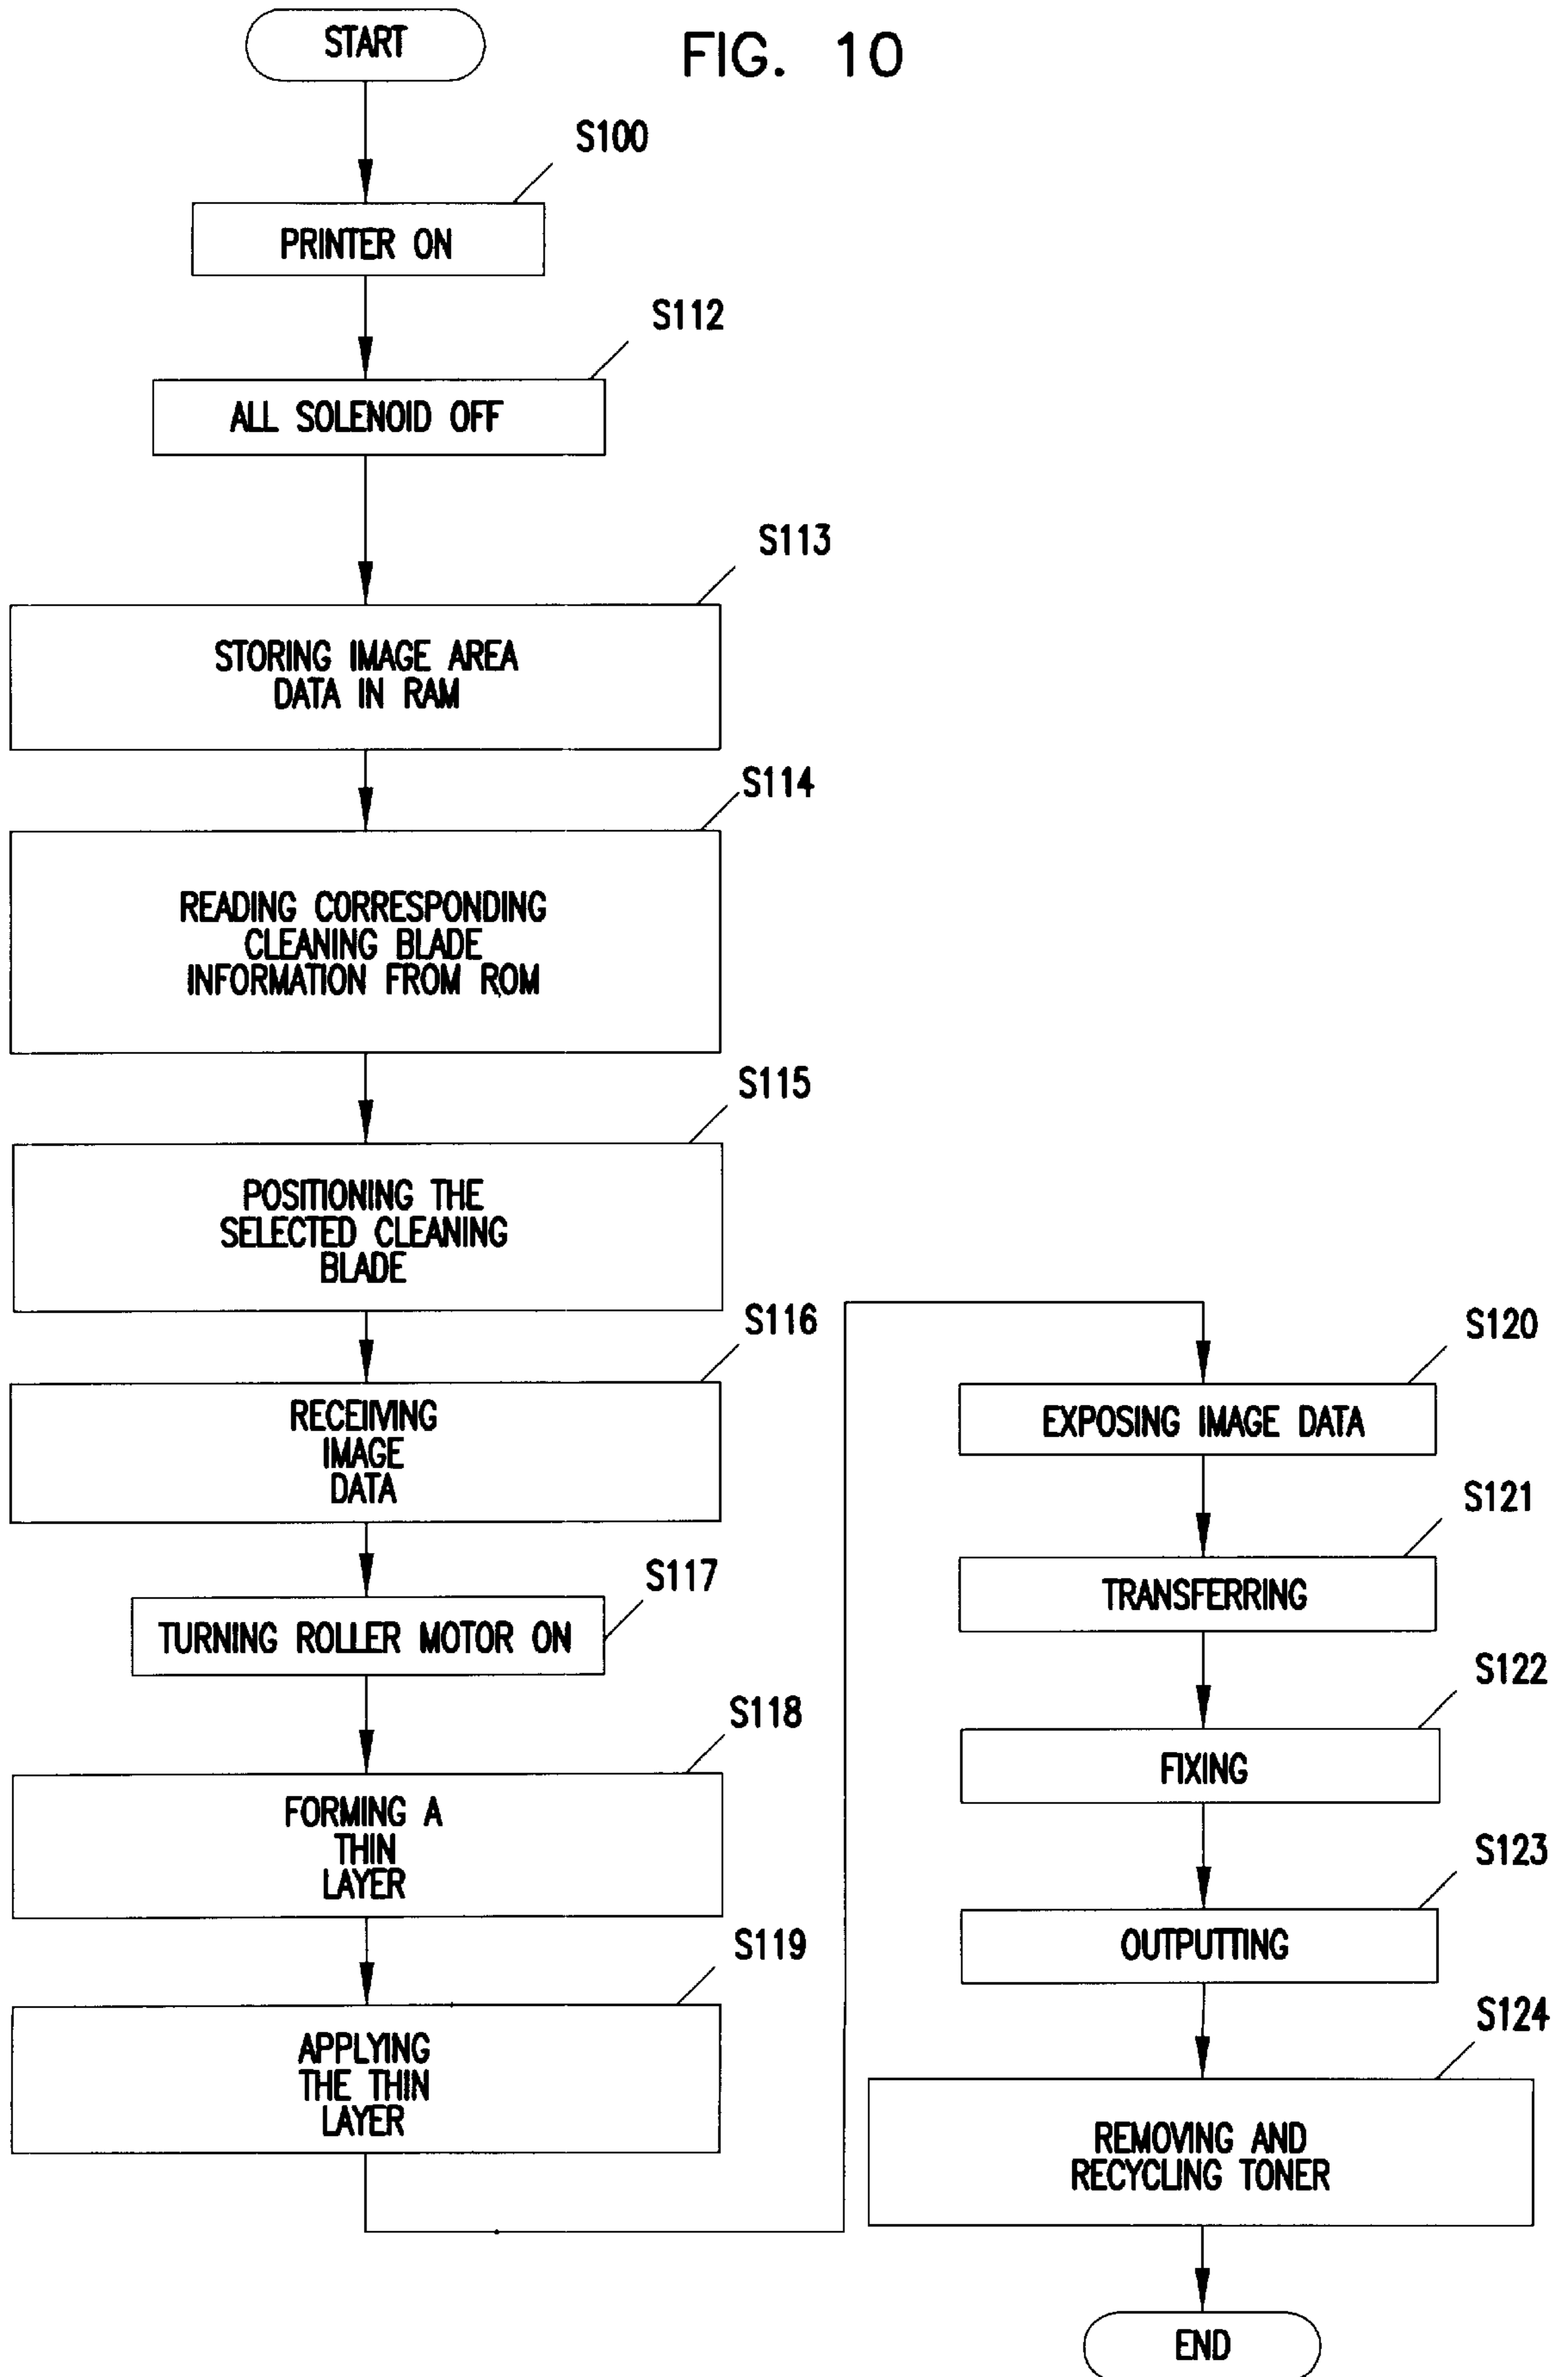 START
FIG. 10
S100
PRINTER ON
S112
ALL SOLENOID OFF
S113
STORING IMAGE AREA
DATA IN RAM
S114
READING CORRESPONDING
CLEANING BLADE
INFORMATION FROM ROM
S115
POSITIONING THE
SELECTED CLEANING
BLADE
S116
RECEIVING
IMAGE
DATA
S117
TURNING ROLLER MOTOR ON
S118
FORMING A
THIN
LAYER
S119
APPLYING
THE THIN
LAYER
S120
EXPOSING IMAGE DATA
S121
TRANSFERRING
S122
FIXING
S123
OUTPUTTING
S124
REMOVING AND
RECYCLING TONER
END